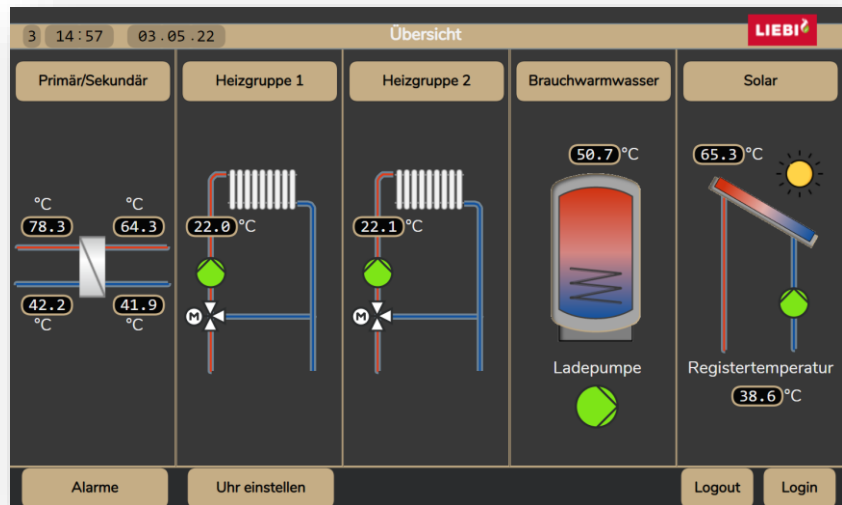 3 14:57 03.05.22 Übersicht LIEBI
Primär/Sekundär
Heizgruppe 1
Heizgruppe 2
Brauchwarmwasser
Solar
°C °C
78.3 64.3
42.2 41.9
°C °C
22.0 °C
M
22.1 °C
M
50.7 °C
Ladepumpe
65.3 °C
Registertemperatur
38.6 °C
Alarme
Uhr einstellen
Logout
Login